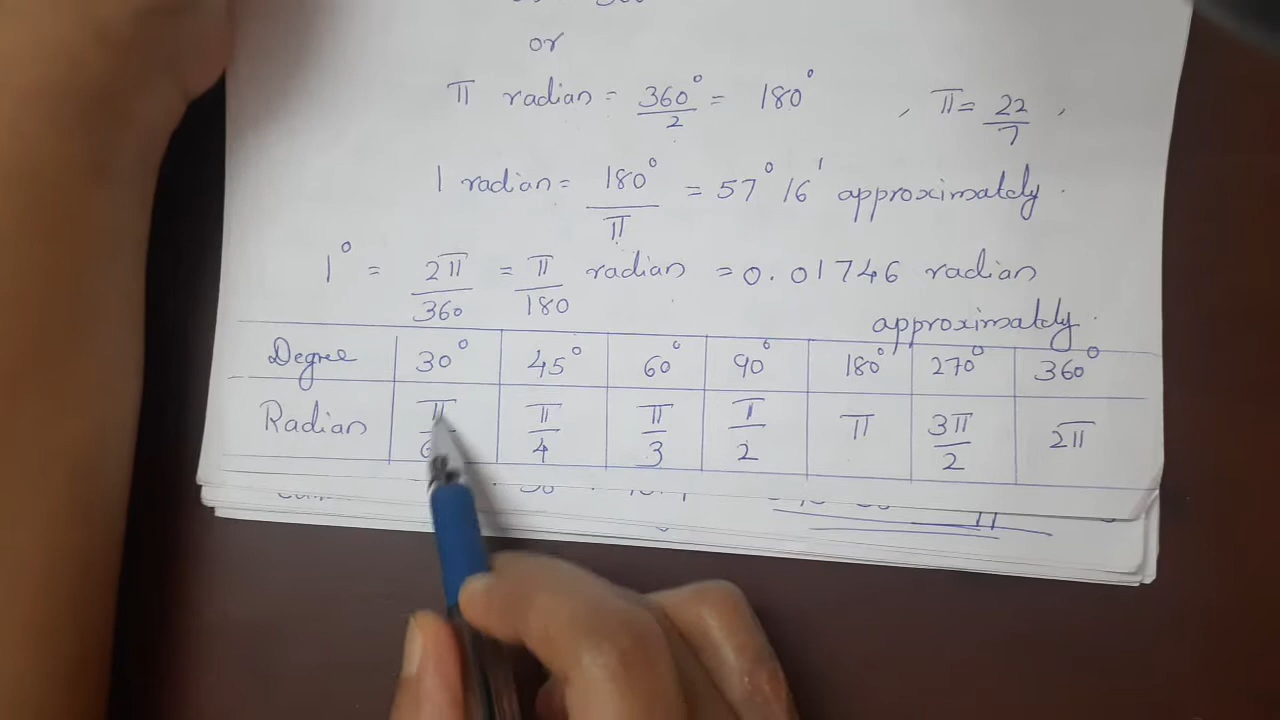 or
π radian = 360°/2 = 180° , π = 22/7 ,
1 radian = 180°/π = 57° 16' approximately .
1° = 2π/360 = π/180 radian = 0.01746 radian
approximately .
Degree 30° 45° 60° 90° 180° 270° 360°
Radian π/6 π/4 π/3 π/2 π 3π/2 2π